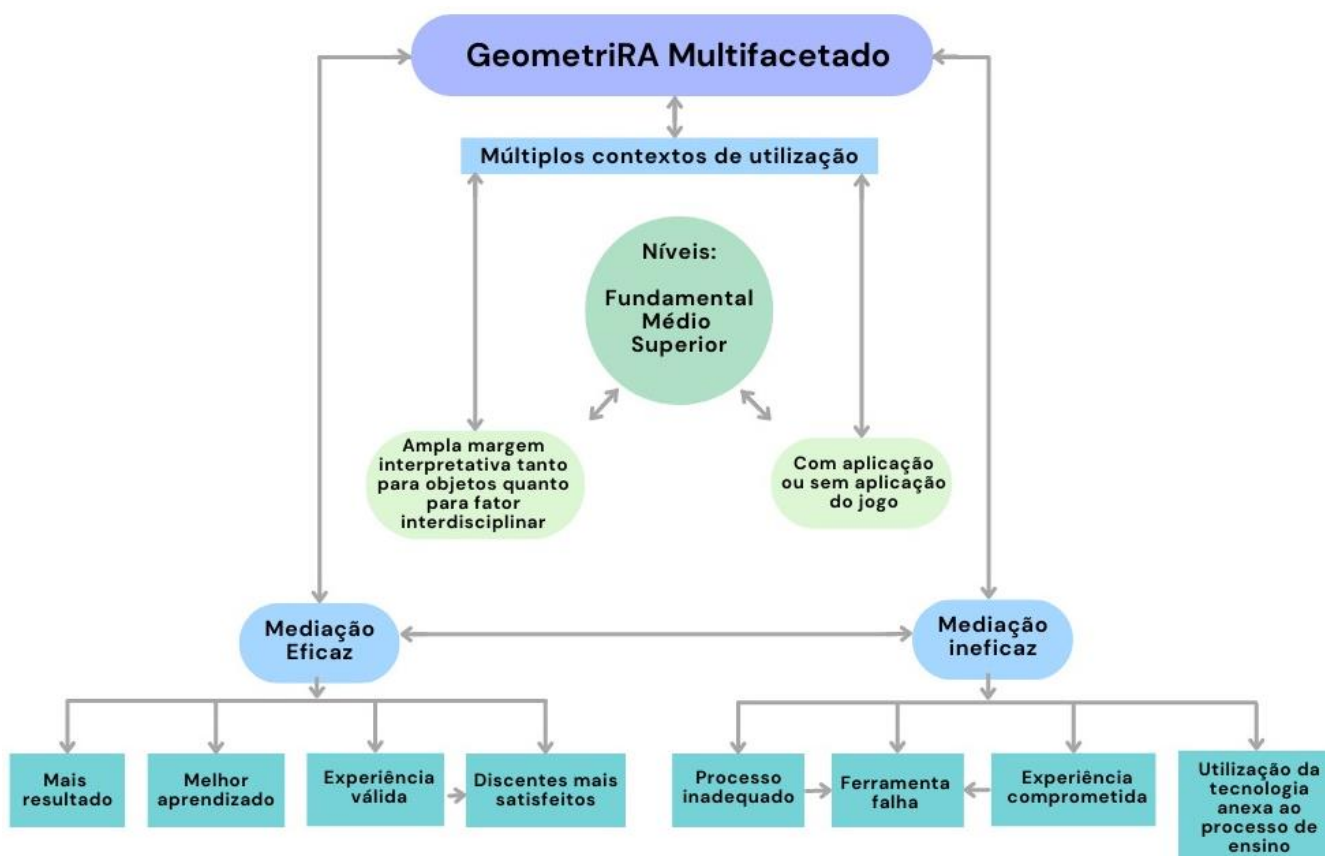 GeometriRA Multifacetado
Múltiplos contextos de utilização
Níveis:
Fundamental
Médio
Superior
Ampla margem
interpretativa tanto
para objetos quanto
para fator
interdisciplinar
Com aplicação
ou sem aplicação
do jogo
Mediação
Eficaz
Mediação
ineficaz
Mais
resultado
Melhor
aprendizado
Experiência
válida
Discentes mais
satisfeitos
Processo
inadequado
Ferramenta
falha
Experiência
comprometida
Utilização da
tecnologia
anexa ao
processo de
ensino